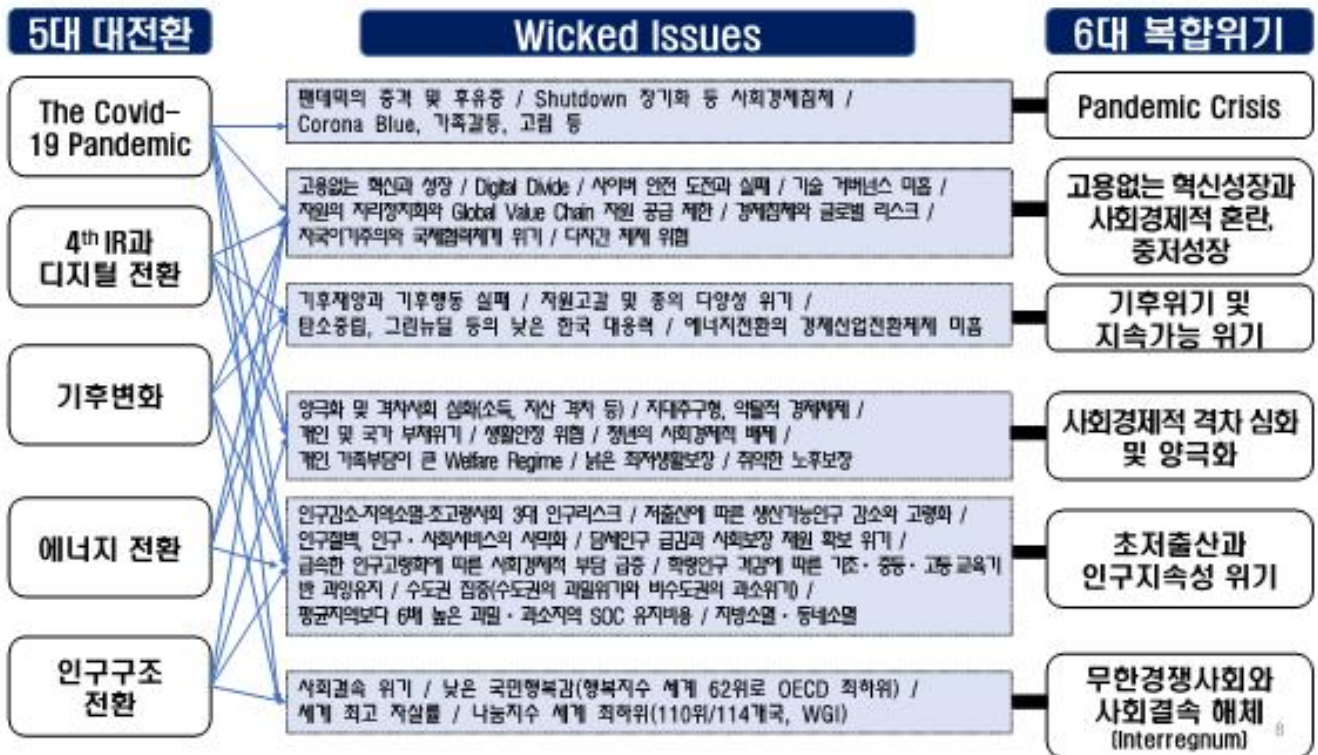 5대 대전환
Wicked Issues
6대 복합위기
The Covid-
19 Pandemic
4th IR과
디지털 전환
기후변화
에너지 전환
인구구조
전환
팬데믹의 충격 및 후유증 / Shutdown 장기화 등 사회경제침체 /
Corona Blue, 가족갈등, 고립 등
고용없는 혁신과 성장 / Digital Divide / 사이버 안전 도전과 실패 / 기술 거버넌스 미흡 /
자원의 지리정치화와 Global Value Chain 자원 공급 제한 / 경제침체와 글로벌 리스크 /
자국이기주의와 국제협력체계 위기 / 다자간 체제 위협
기후재앙과 기후행동 실패 / 자원고갈 및 종의 다양성 위기 /
탄소중립, 그린뉴딜 등의 낮은 한국 대응력 / 에너지전환의 경제산업전환체제 미흡
양극화 및 격차사회 심화(소득, 자산 격차 등) / 지대추구형, 약탈적 경제체제 /
개인 및 국가 부채위기 / 생활안정 위협 / 청년의 사회경제적 배제 /
개인 가족부담이 큰 Welfare Regime / 낡은 최저생활보장 / 취약한 노후보장
인구감소-지역소멸-초고령사회 3대 인구리스크 / 저출산에 따른 생산가능인구 감소와 고령화 /
인구절벽, 인구·사회서비스의 사막화 / 담세인구 급감과 사회보장 재원 확보 위기 /
급속한 인구고령화에 따른 사회경제적 부담 급증 / 학령인구 격감에 따른 기초·중등·고등교육기
반 과잉유지 / 수도권 집중(수도권의 과밀위기와 비수도권의 과소위기) /
평균지역보다 6배 높은 과밀·과소지역 SOC 유지비용 / 지방소멸·동네소멸
사회결속 위기 / 낮은 국민행복감(행복지수 세계 62위로 OECD 최하위) /
세계 최고 자살률 / 나눔지수 세계 최하위(110위/114개국, WGI)
Pandemic Crisis
고용없는 혁신성장과
사회경제적 혼란,
중저성장
기후위기 및
지속가능 위기
사회경제적 격차 심화
및 양극화
초저출산과
인구지속성 위기
무한경쟁사회와
사회결속 해체
(Interregnum)
8